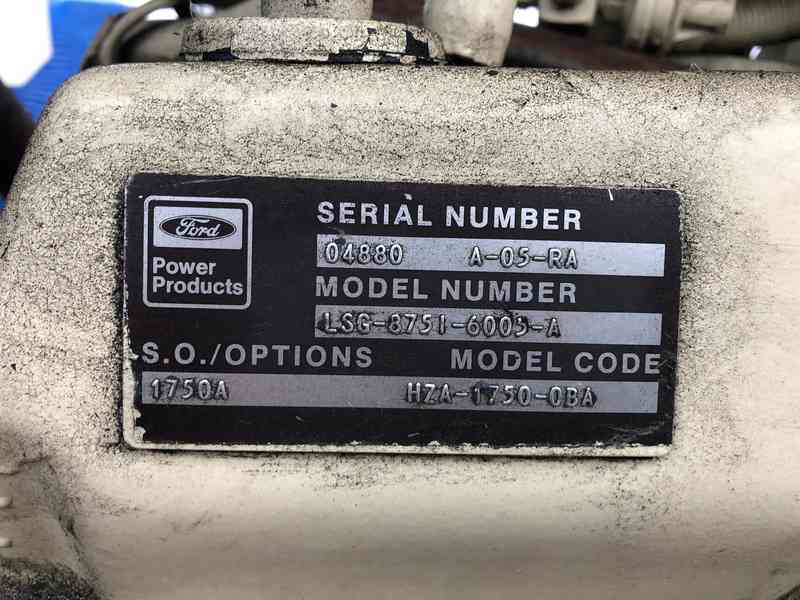 Ford
Power
Products
SERIAL NUMBER
04880 A-05-RA
MODEL NUMBER
LSG-8751-6005-A
S.O./OPTIONS MODEL CODE
1750A HZA-1750-0BA